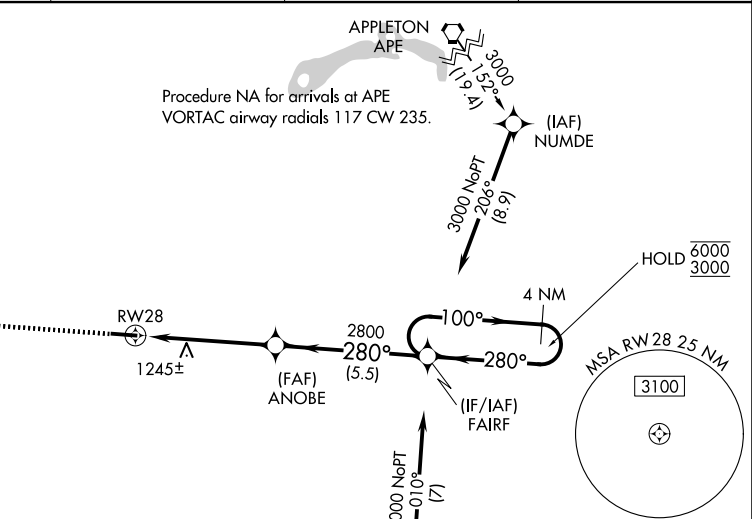 APPLETON
APE
3000
152°
(19.4)
Procedure NA for arrivals at APE
VORTAC airway radials 117 CW 235.
(IAF)
NUMDE
3000 NoPT
206°
(8.9)
HOLD 6000
3000
4 NM
100°
RW28
2800
280°
(5.5)
280°
1245±
(FAF)
ANOBE
(IF/IAF)
FAIRF
MSA RW 28 25 NM
3100
000 NoPT
010°
(7)